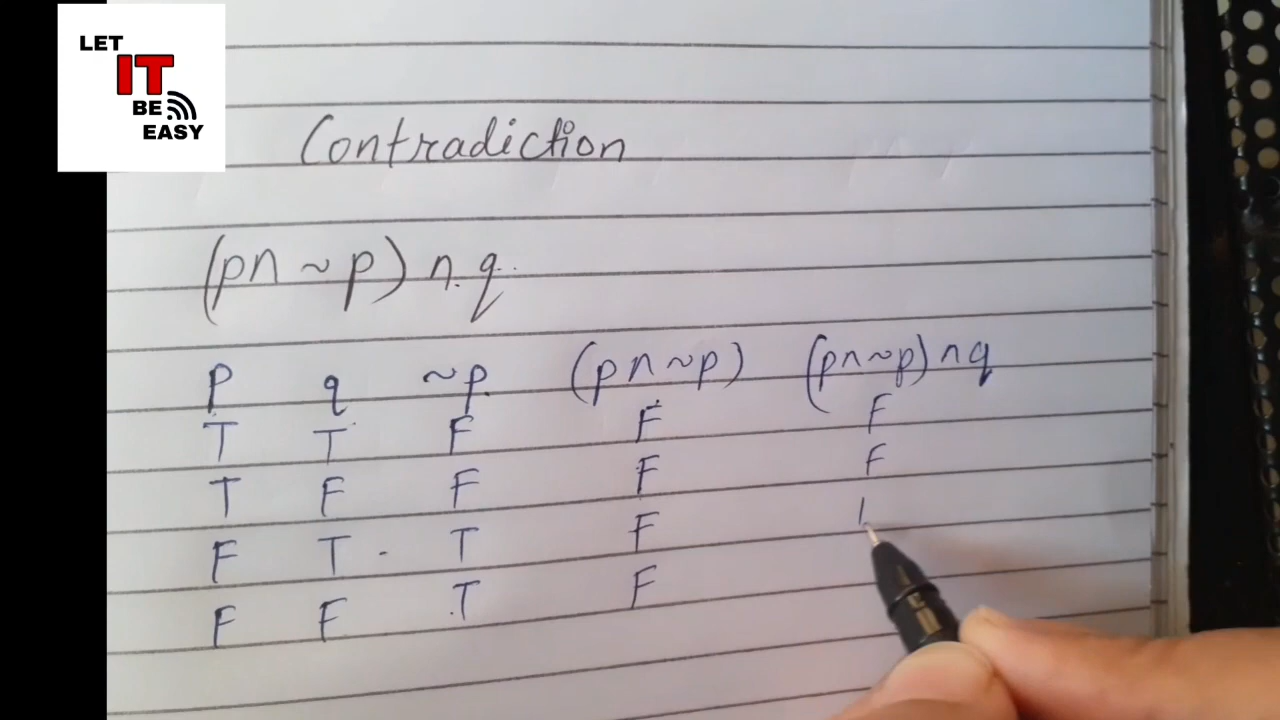 LET
IT
BE
EASY
Contradiction
(p n ~ p) n q
p q ~p (p n ~p) (p n ~p) n q
T T F F F
T F F F F
F T T F
F F T F